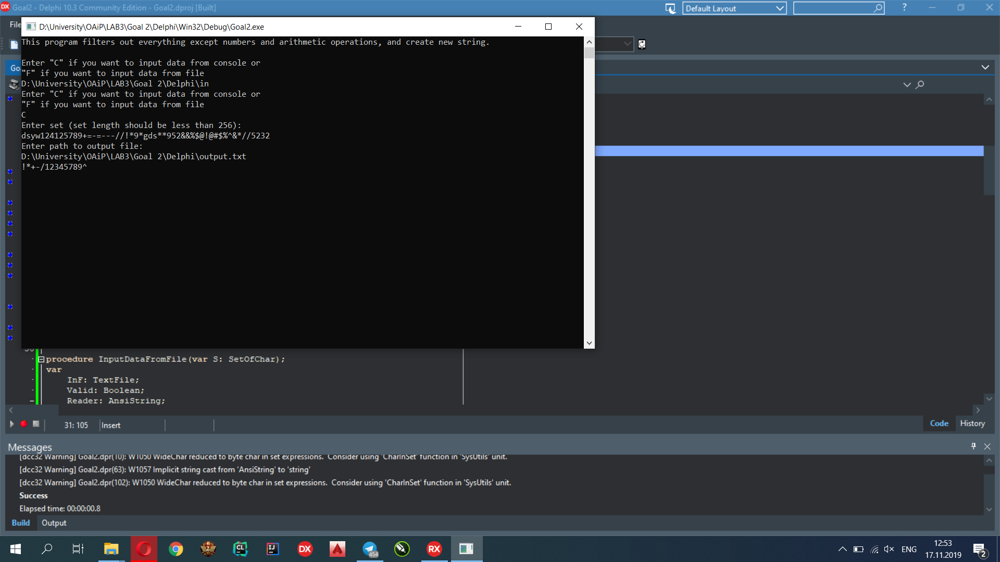 Goal2 - Delphi 10.3 Community Edition - Goal2.dproj [Built]
Default Layout
?
File
D:\University\OAiP\LAB3\Goal 2\Delphi\Win32\Debug\Goal2.exe
This program filters out everything except numbers and arithmetic operations, and create new string.
Enter "C" if you want to input data from console or
"F" if you want to input data from file
D:\University\OAiP\LAB3\Goal 2\Delphi\in
Enter "C" if you want to input data from console or
"F" if you want to input data from file
C
Enter set (set length should be less than 256):
dsyw124125789+=-=---//!*9*gds**952&&%$@!@#$%^&*//5232
Enter path to output file:
D:\University\OAiP\LAB3\Goal 2\Delphi\output.txt
!*+-/12345789^
procedure InputDataFromFile(var S: SetOfChar);
var
InF: TextFile;
Valid: Boolean;
Reader: AnsiString;
31: 105
Insert
Code
History
Messages
[dcc32 Warning] Goal2.dpr(10): W1050 WideChar reduced to byte char in set expressions.  Consider using 'CharInSet' function in 'SysUtils' unit.
[dcc32 Warning] Goal2.dpr(63): W1057 Implicit string cast from 'AnsiString' to 'string'
[dcc32 Warning] Goal2.dpr(102): W1050 WideChar reduced to byte char in set expressions.  Consider using 'CharInSet' function in 'SysUtils' unit.
Success
Elapsed time: 00:00:00.8
Build
Output
CL
IJ
DX
454
RX
ENG
12:53
17.11.2019
2